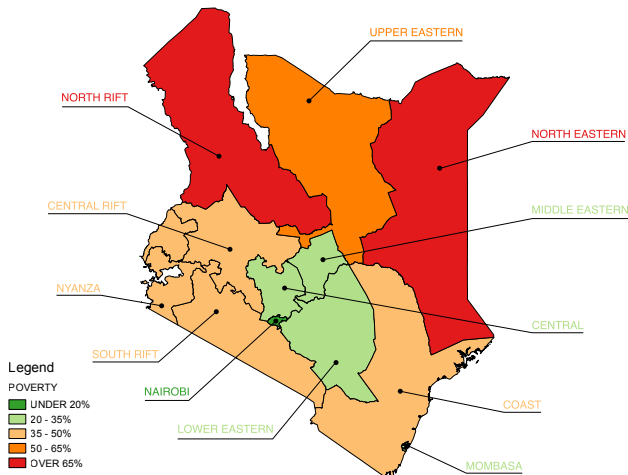 UPPER EASTERN
NORTH RIFT
NORTH EASTERN
CENTRAL RIFT
MIDDLE EASTERN
NYANZA
CENTRAL
SOUTH RIFT
Legend
POVERTY
UNDER 20%
20 - 35%
35 - 50%
50 - 65%
OVER 65%
NAIROBI
COAST
LOWER EASTERN
MOMBASA